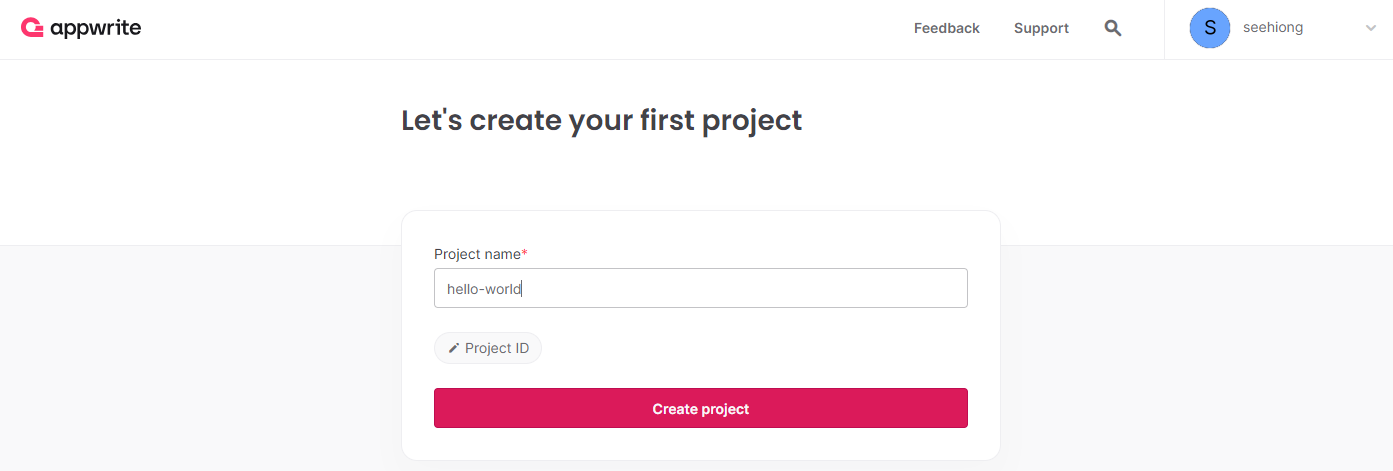 appwrite
Feedback Support
S seehiong
Let's create your first project
Project name*
hello-world
Project ID
Create project